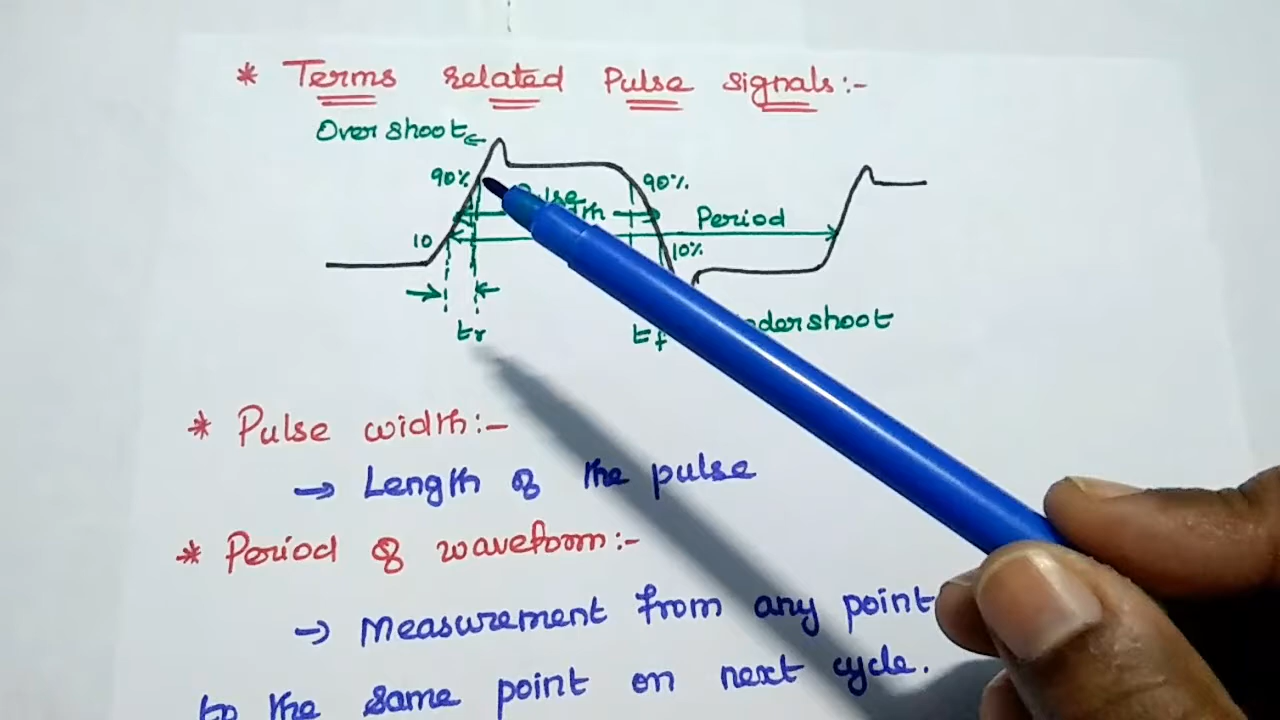 * Terms related Pulse signals:-
Over shoot
90% 90%
Period
10 10%
tr tf
* Pulse width:-
→ Length of the pulse
* Period of waveform:-
→ Measurement from any point
to the same point on next cycle.